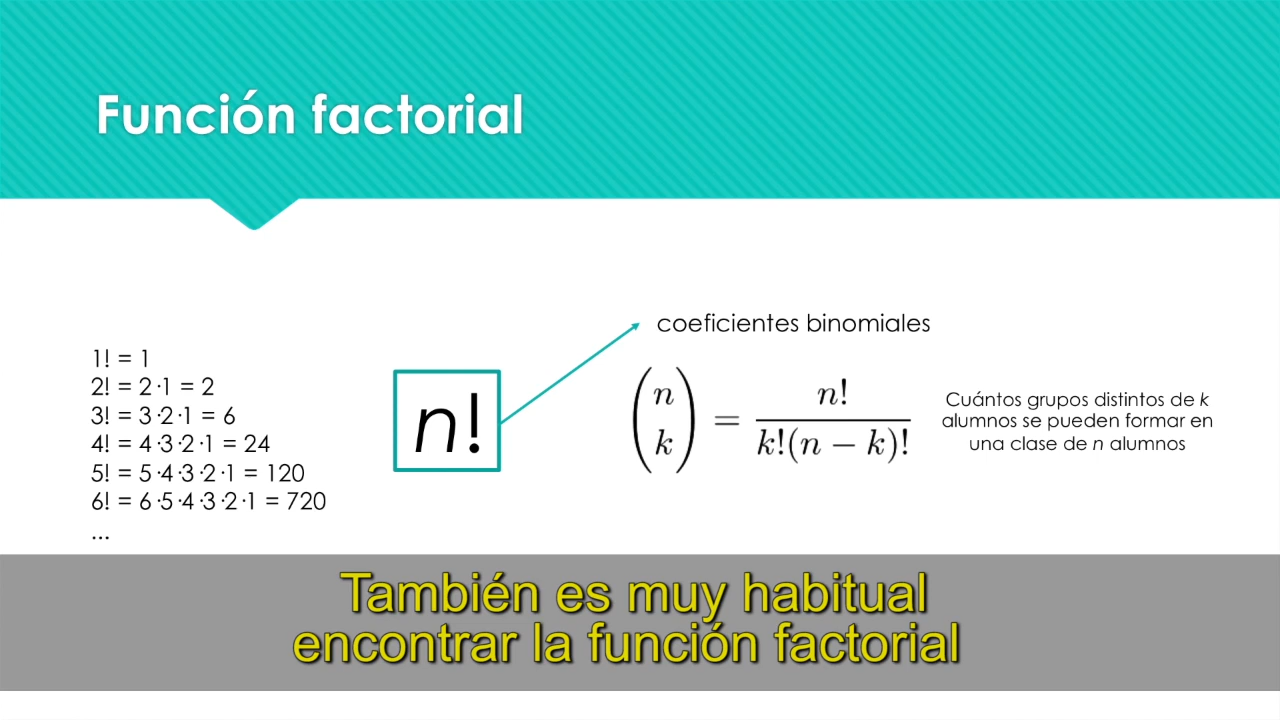 Función factorial
1! = 1
2! = 2·1 = 2
3! = 3·2·1 = 6
4! = 4·3·2·1 = 24
5! = 5·4·3·2·1 = 120
6! = 6·5·4·3·2·1 = 720
...
n!
coeficientes binomiales
(n k) = n! / k!(n − k)!
Cuántos grupos distintos de k
alumnos se pueden formar en
una clase de n alumnos
También es muy habitual
encontrar la función factorial